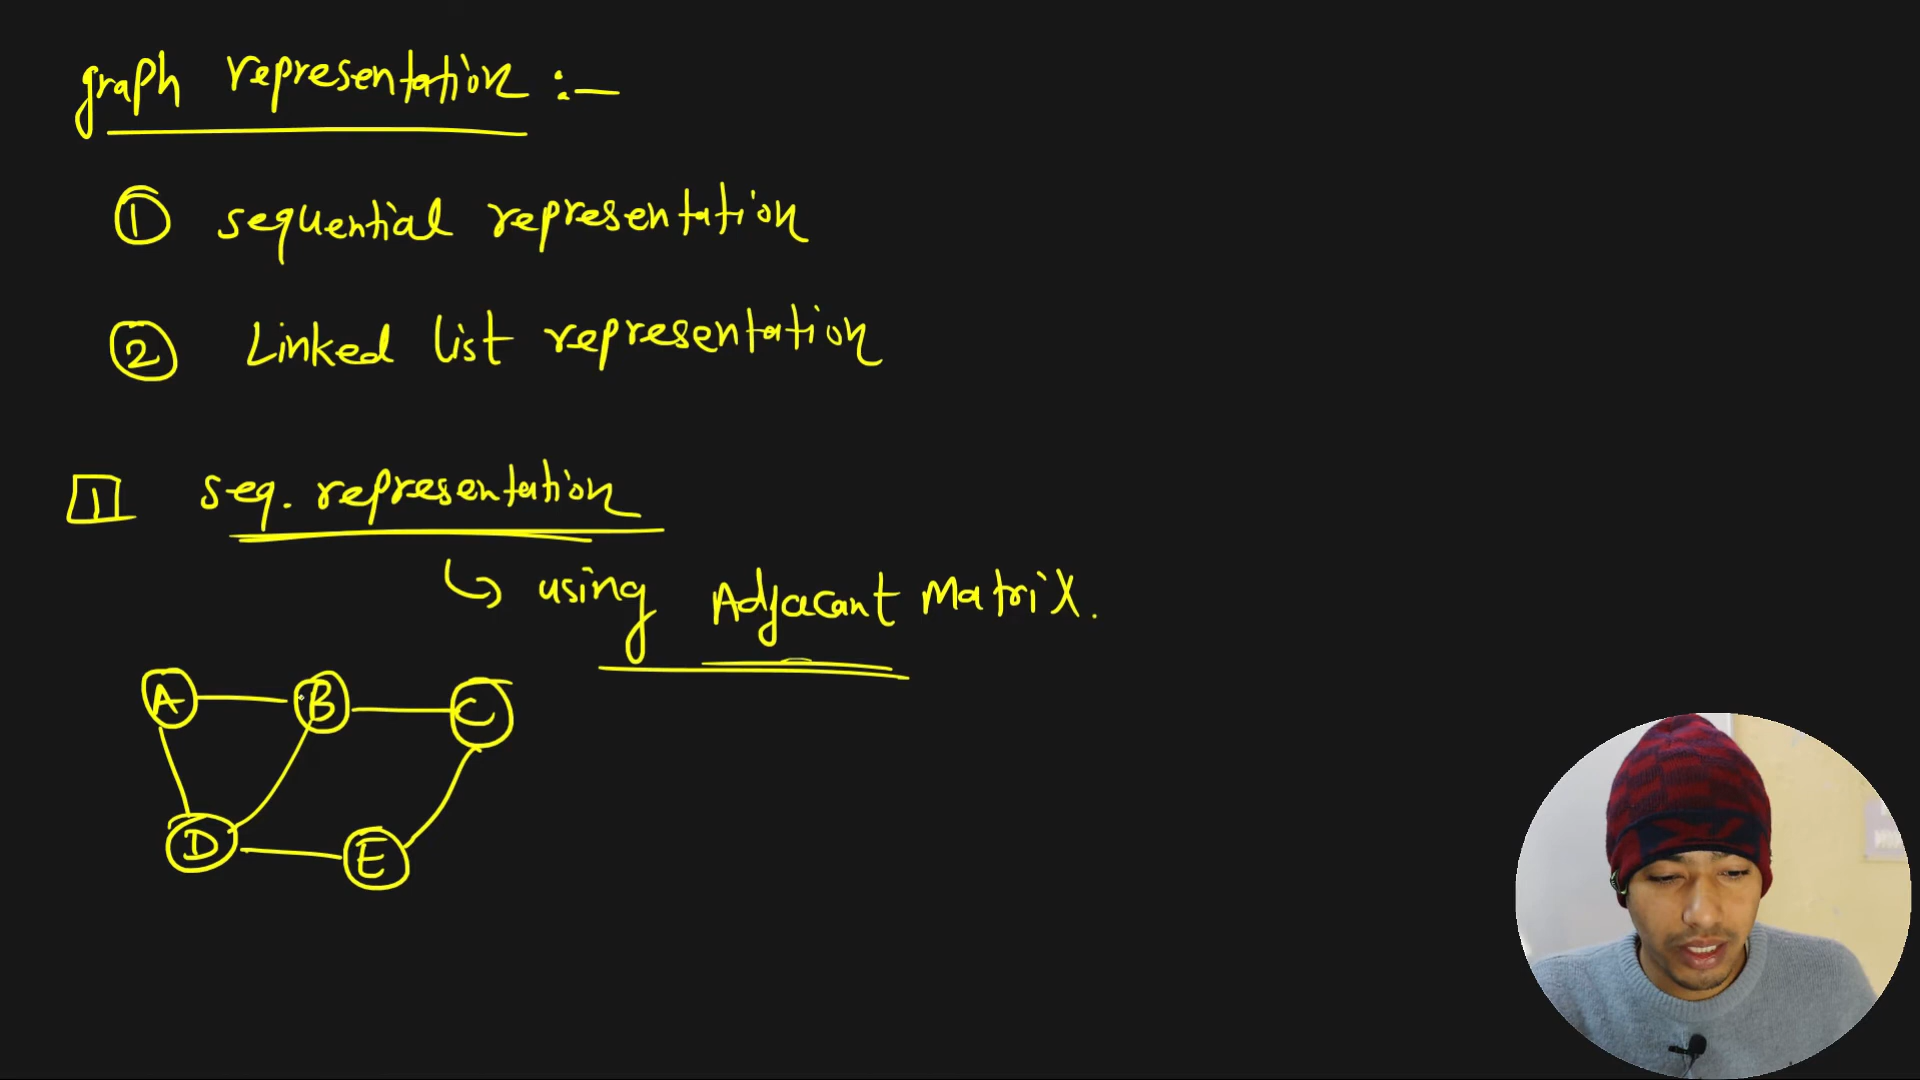 graph representation :-
① sequential representation
② Linked list representation
1 seq. representation
↳ using Adjacant Matrix.
A B C
D E